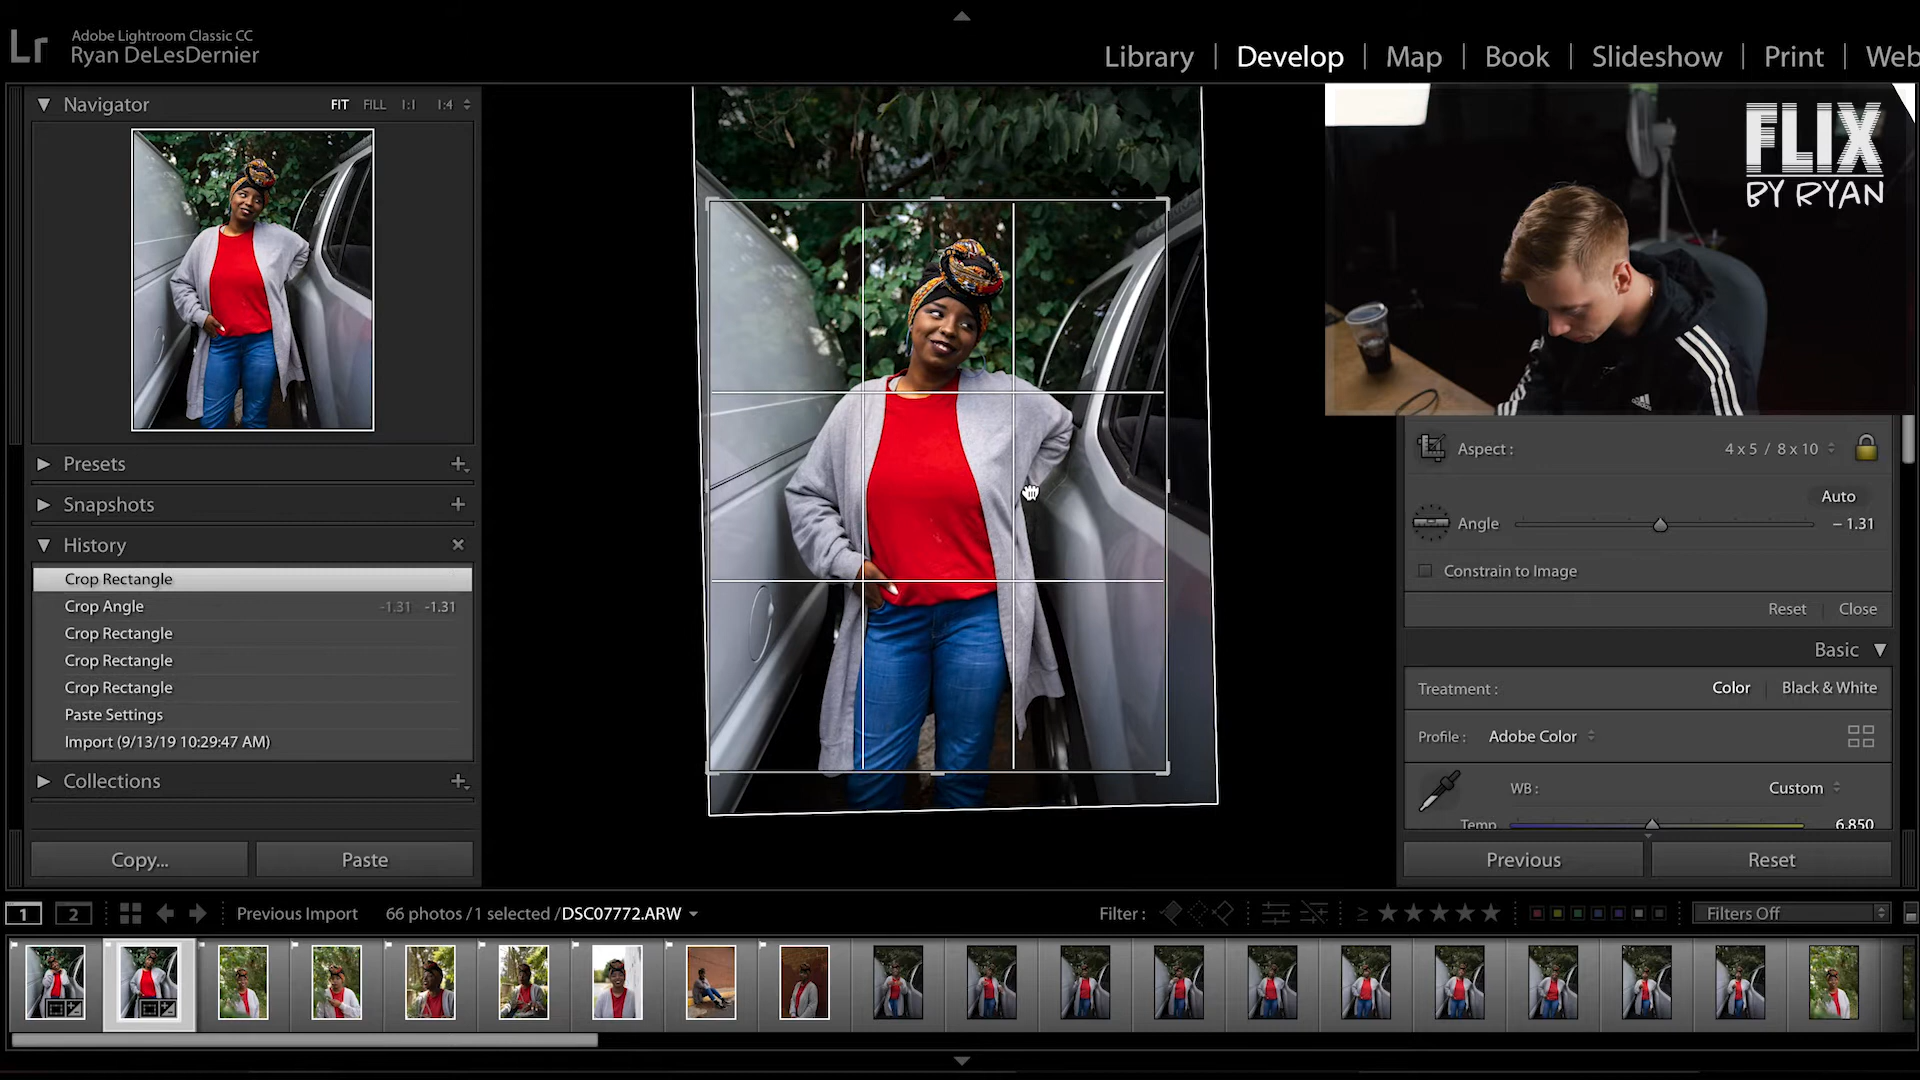 Lr
Adobe Lightroom Classic CC
Ryan DeLesDernier
Library | Develop | Map | Book | Slideshow | Print | Web
Navigator FIT FILL 1:1 1:4
FLIX
BY RYAN
Presets
Snapshots
History
Crop Rectangle
Crop Angle -1.31 -1.31
Crop Rectangle
Crop Rectangle
Crop Rectangle
Paste Settings
Import (9/13/19 10:29:47 AM)
Collections
Copy... Paste
Aspect : 4 x 5 / 8 x 10
Auto
Angle – 1.31
Constrain to Image
Reset Close
Basic
Treatment : Color Black & White
Profile : Adobe Color
WB : Custom
Temp 6,850
Previous Reset
1 2 Previous Import 66 photos / 1 selected / DSC07772.ARW Filter : Filters Off
adidas